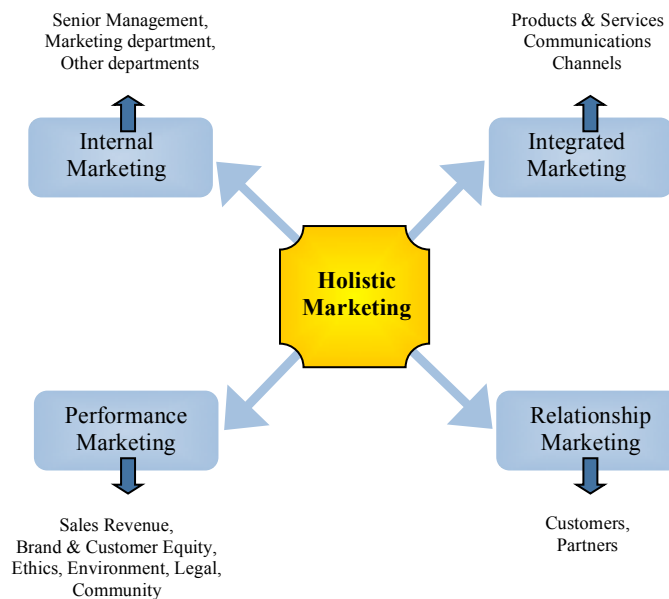 Senior Management,
Marketing department,
Other departments
Products & Services
Communications
Channels
Internal
Marketing
Integrated
Marketing
Holistic
Marketing
Performance
Marketing
Relationship
Marketing
Sales Revenue,
Brand & Customer Equity,
Ethics, Environment, Legal,
Community
Customers,
Partners